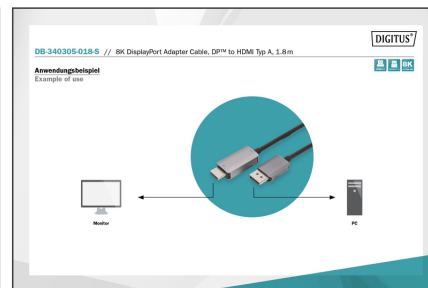 DIGITUS®
DB-340305-018-S // 8K DisplayPort Adapter Cable, DP™ to HDMI Typ A, 1.8 m
Anwendungsbeispiel
Example of use
8K
Monitor
PC